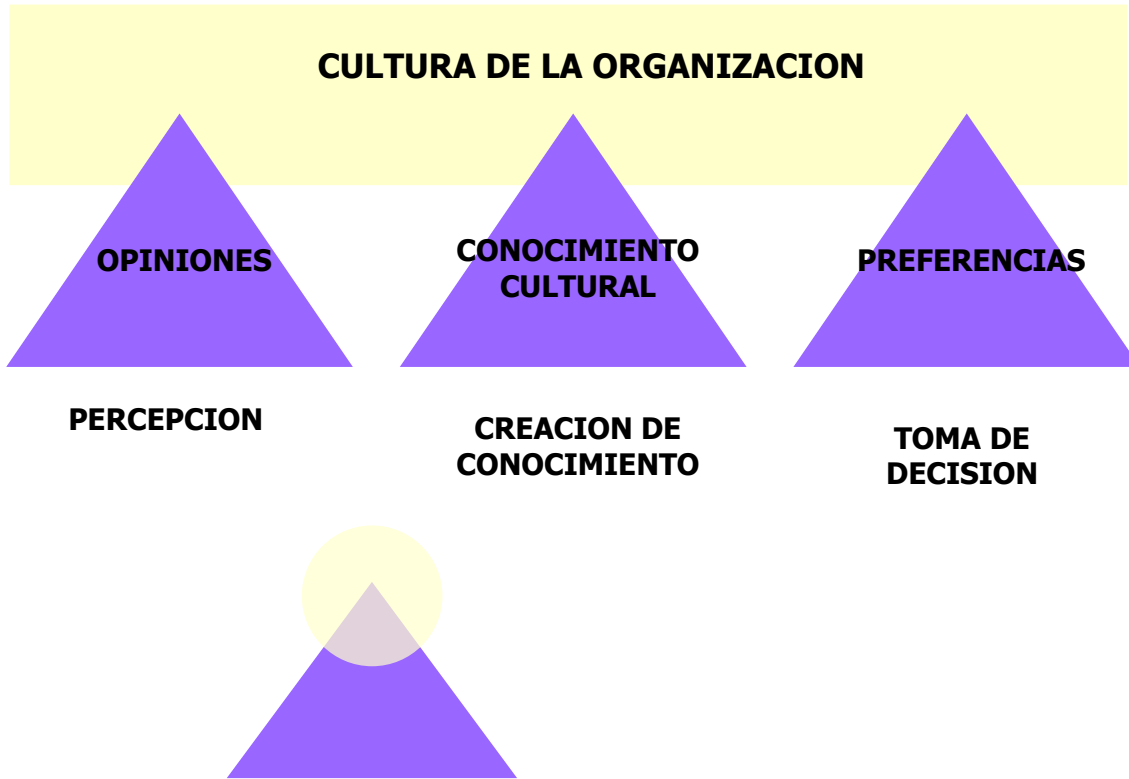 CULTURA DE LA ORGANIZACION
OPINIONES
CONOCIMIENTO
CULTURAL
PREFERENCIAS
PERCEPCION
CREACION DE
CONOCIMIENTO
TOMA DE
DECISION